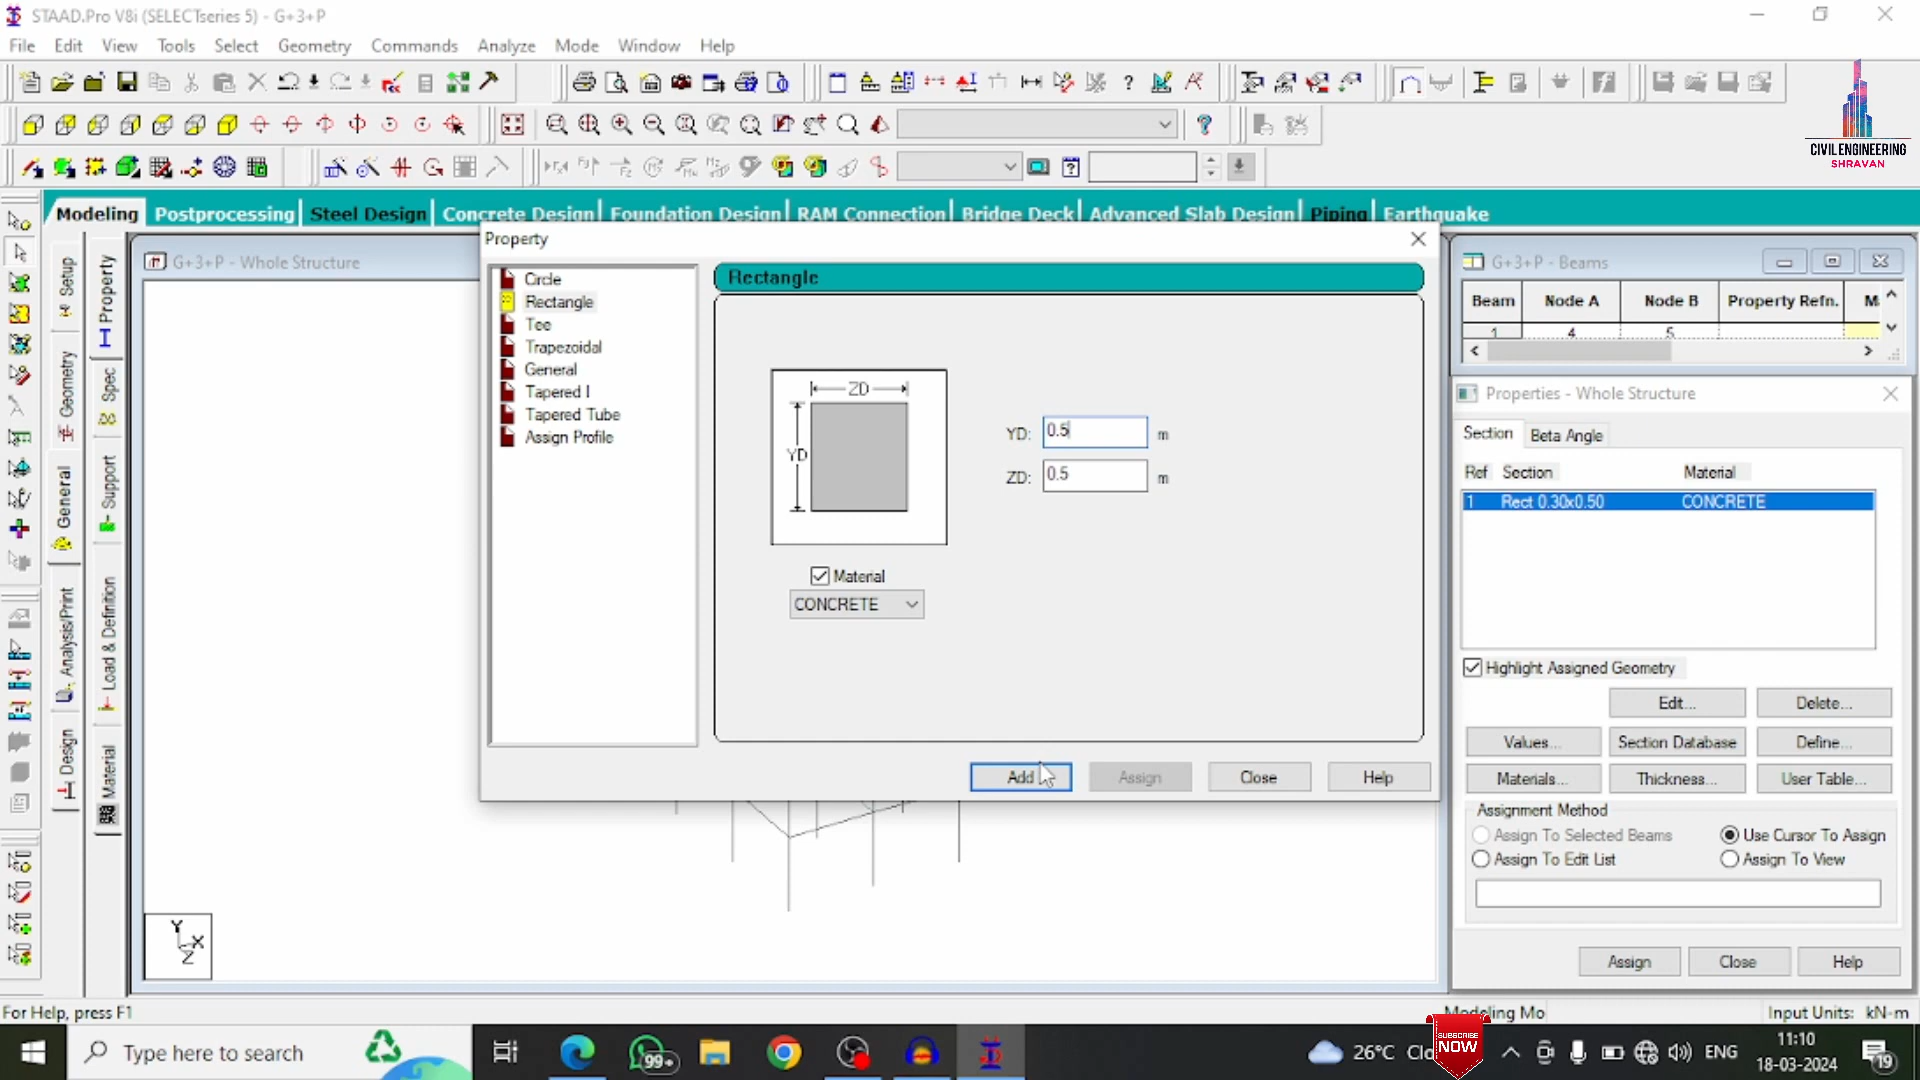 STAAD.Pro V8i (SELECTseries 5) - G+3+P
File Edit View Tools Select Geometry Commands Analyze Mode Window Help
CIVIL ENGINEERING
SHRAVAN
Modeling Postprocessing Steel Design Concrete Design Foundation Design RAM Connection Bridge Deck Advanced Slab Design Piping Earthquake
Setup
Geometry
General
Analysis/Print
Design
Property
Spec
Support
Load & Definition
Material
G+3+P - Whole Structure
Property
Circle
Rectangle
Tee
Trapezoidal
General
Tapered I
Tapered Tube
Assign Profile
Rectangle
ZD
YD
YD: 0.5 m
ZD: 0.5 m
Material
CONCRETE
Add Assign Close Help
Y
X
Z
G+3+P - Beams
Beam Node A Node B Property Refn. M
1 4 5
Properties - Whole Structure
Section Beta Angle
Ref Section Material
1 Rect 0.30x0.50 CONCRETE
Highlight Assigned Geometry
Edit... Delete...
Values... Section Database Define...
Materials... Thickness... User Table...
Assignment Method
Assign To Selected Beams Use Cursor To Assign
Assign To Edit List Assign To View
Assign Close Help
For Help, press F1
Modeling Mo
Input Units: kN-m
Type here to search
99+
26°C Clo
SUBSCRIBE
NOW
ENG
11:10
18-03-2024
19